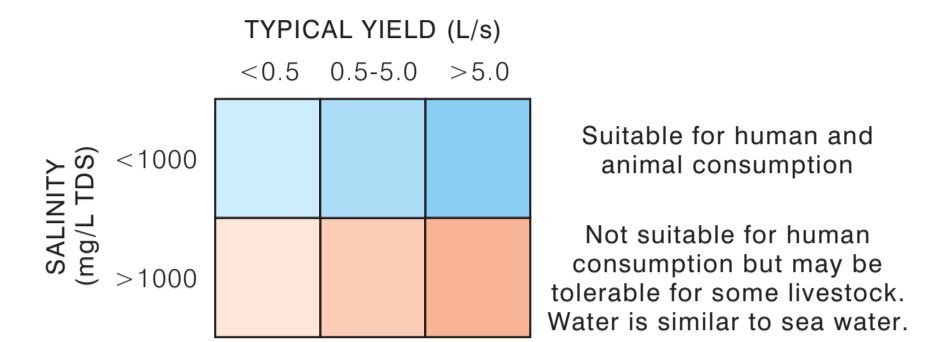 TYPICAL YIELD (L/s)
<0.5 0.5-5.0 >5.0
SALINITY
(mg/L TDS)
<1000
Suitable for human and
animal consumption
>1000
Not suitable for human
consumption but may be
tolerable for some livestock.
Water is similar to sea water.